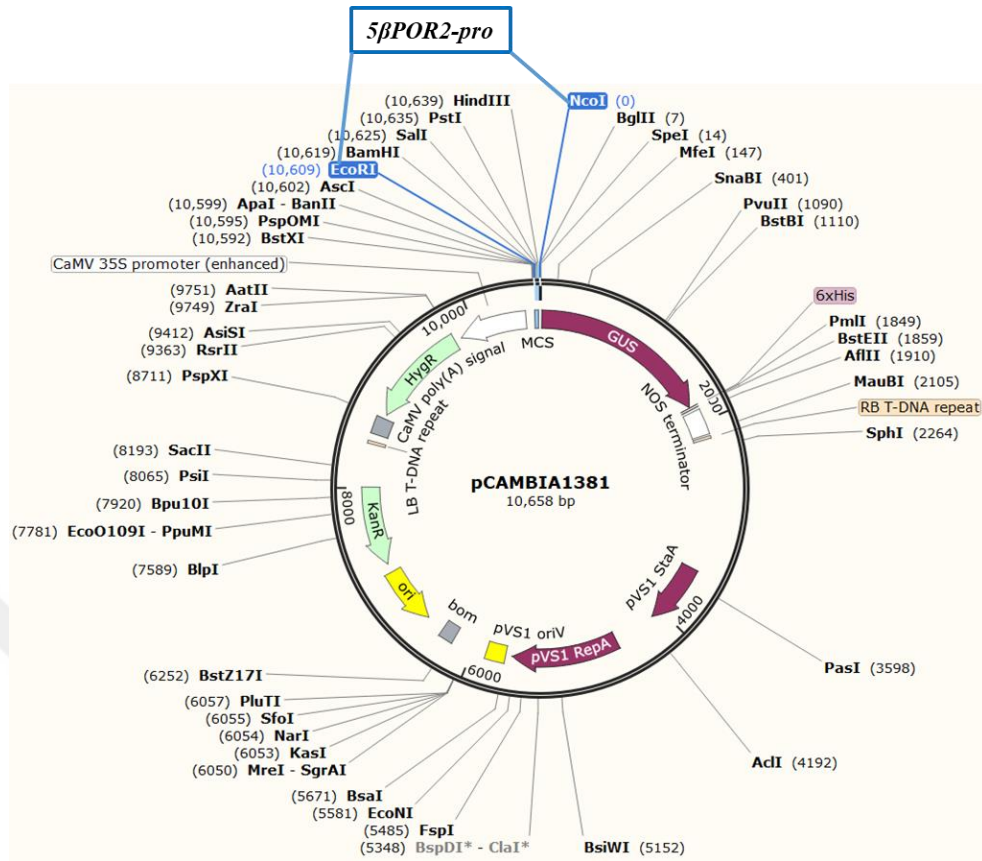 5βPOR2-pro
(10,639) HindIII
(10,635) PstI
(10,625) SalI
(10,619) BamHI
(10,609) EcoRI
(10,602) AscI
(10,599) ApaI - BanII
(10,595) PspOMI
(10,592) BstXI
CaMV 35S promoter (enhanced)
(9751) AatII
(9749) ZraI
(9412) AsiSI
(9363) RsrII
(8711) PspXI
(8193) SacII
(8065) PsiI
(7920) Bpu10I
(7781) EcoO109I - PpuMI
(7589) BlpI
(6252) BstZ17I
(6057) PluTI
(6055) SfoI
(6054) NarI
(6053) KasI
(6050) MreI - SgrAI
(5671) BsaI
(5581) EcoNI
(5485) FspI
(5348) BspDI* - ClaI*
NcoI (0)
BglII (7)
SpeI (14)
MfeI (147)
SnaBI (401)
PvuII (1090)
BstBI (1110)
6xHis
PmlI (1849)
BstEII (1859)
AflII (1910)
MauBI (2105)
RB T-DNA repeat
SphI (2264)
PasI (3598)
AclI (4192)
BsiWI (5152)
10,000
2000
4000
6000
8000
MCS
GUS
NOS terminator
HygR
CaMV poly(A) signal
LB T-DNA repeat
KanR
ori
bom
pVS1 oriV
pVS1 RepA
pVS1 StaA
pCAMBIA1381
10,658 bp